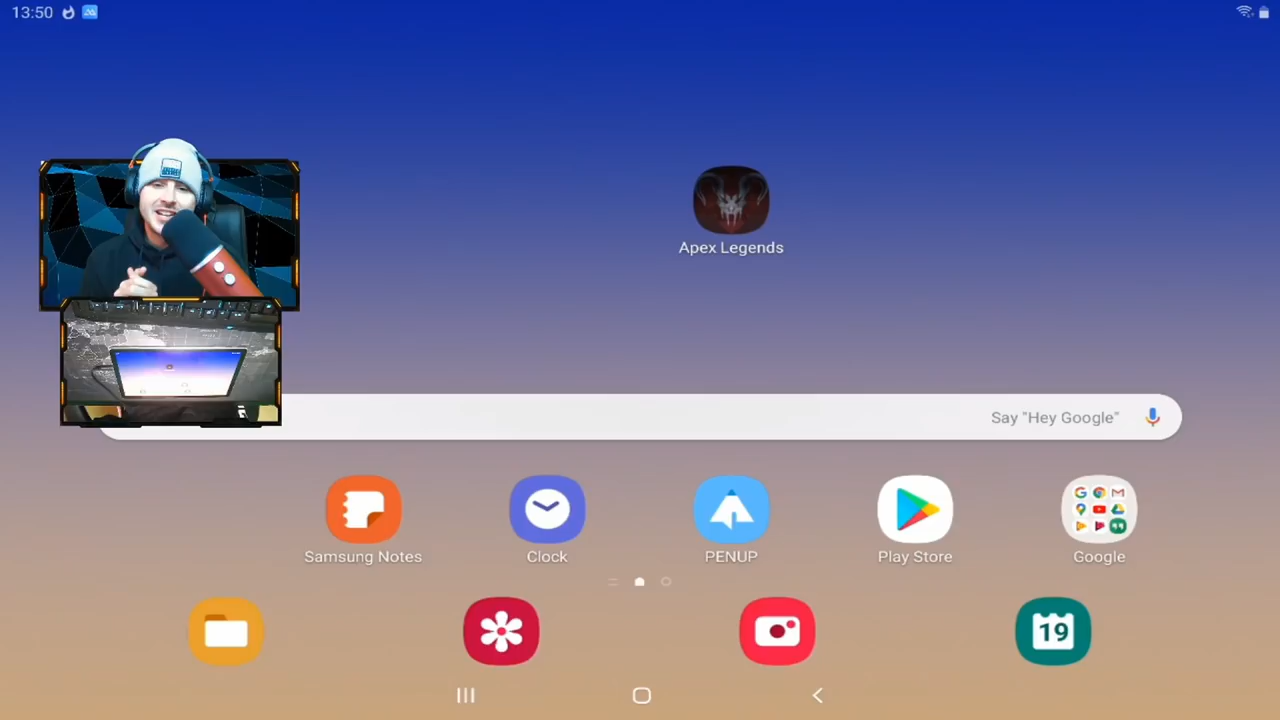 13:50
Apex Legends
Say "Hey Google"
Samsung Notes
Clock
PENUP
Play Store
Google
19